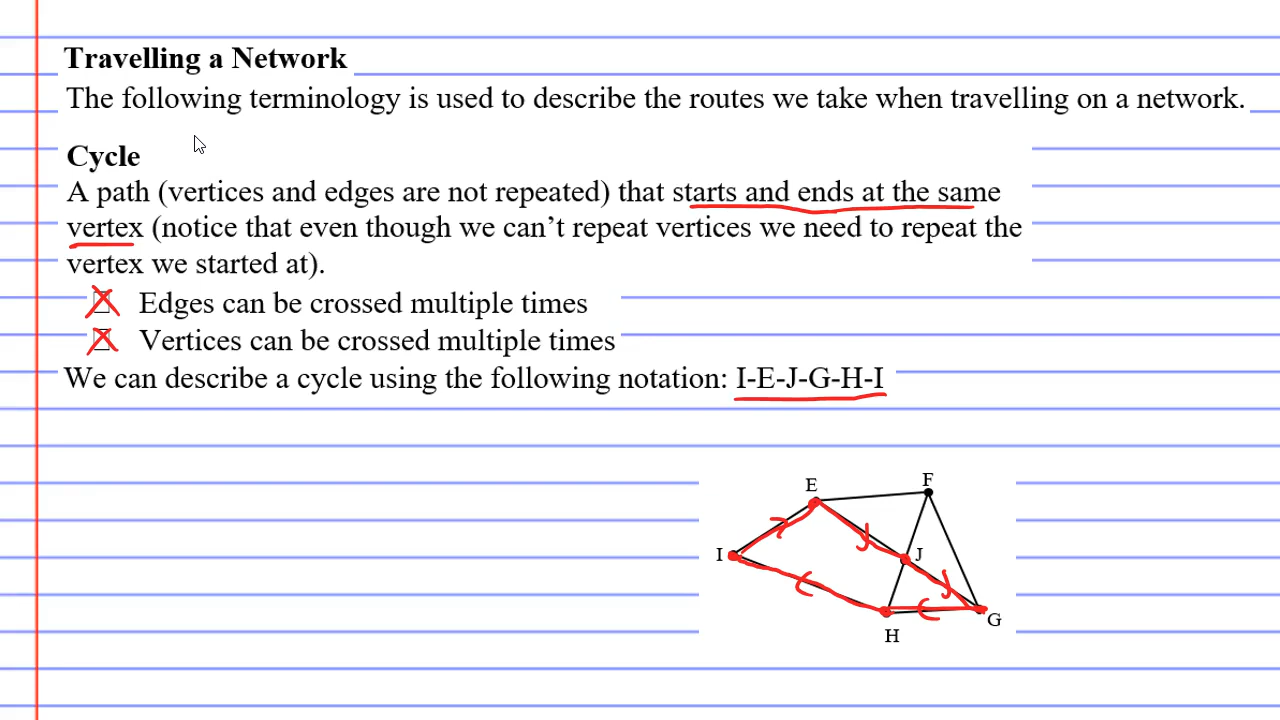 Travelling a Network
The following terminology is used to describe the routes we take when travelling on a network.
Cycle
A path (vertices and edges are not repeated) that starts and ends at the same
vertex (notice that even though we can’t repeat vertices we need to repeat the
vertex we started at).
Edges can be crossed multiple times
Vertices can be crossed multiple times
We can describe a cycle using the following notation: I-E-J-G-H-I
E
F
I
J
G
H